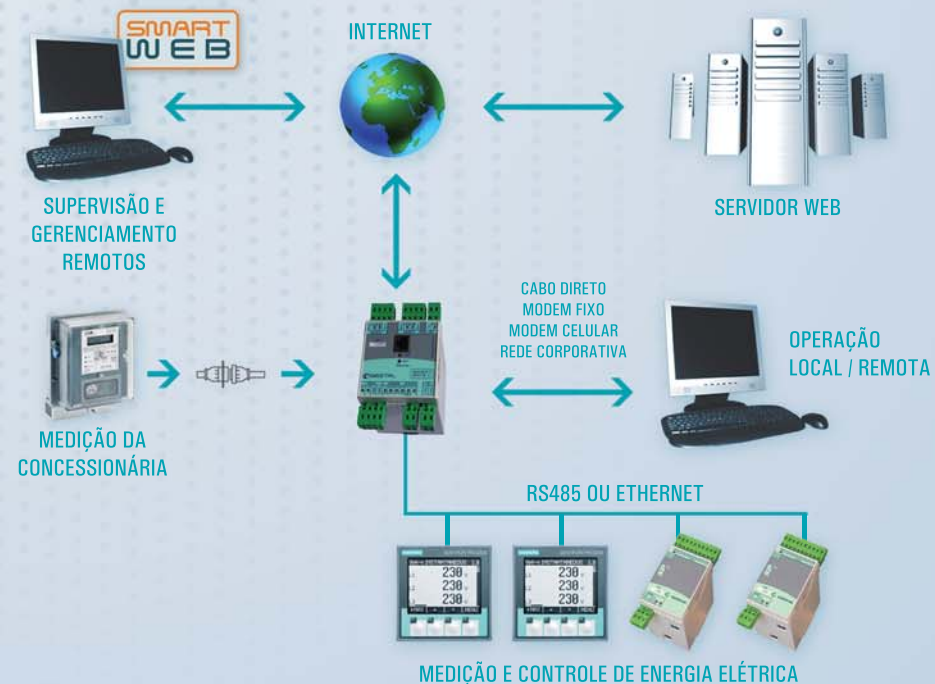 SMART
WEB
INTERNET
SUPERVISÃO E
GERENCIAMENTO
REMOTOS
SERVIDOR WEB
CABO DIRETO
MODEM FIXO
MODEM CELULAR
REDE CORPORATIVA
OPERAÇÃO
LOCAL / REMOTA
MEDIÇÃO DA
CONCESSIONÁRIA
RS485 OU ETHERNET
230
230
230
230
230
230
MEDIÇÃO E CONTROLE DE ENERGIA ELÉTRICA